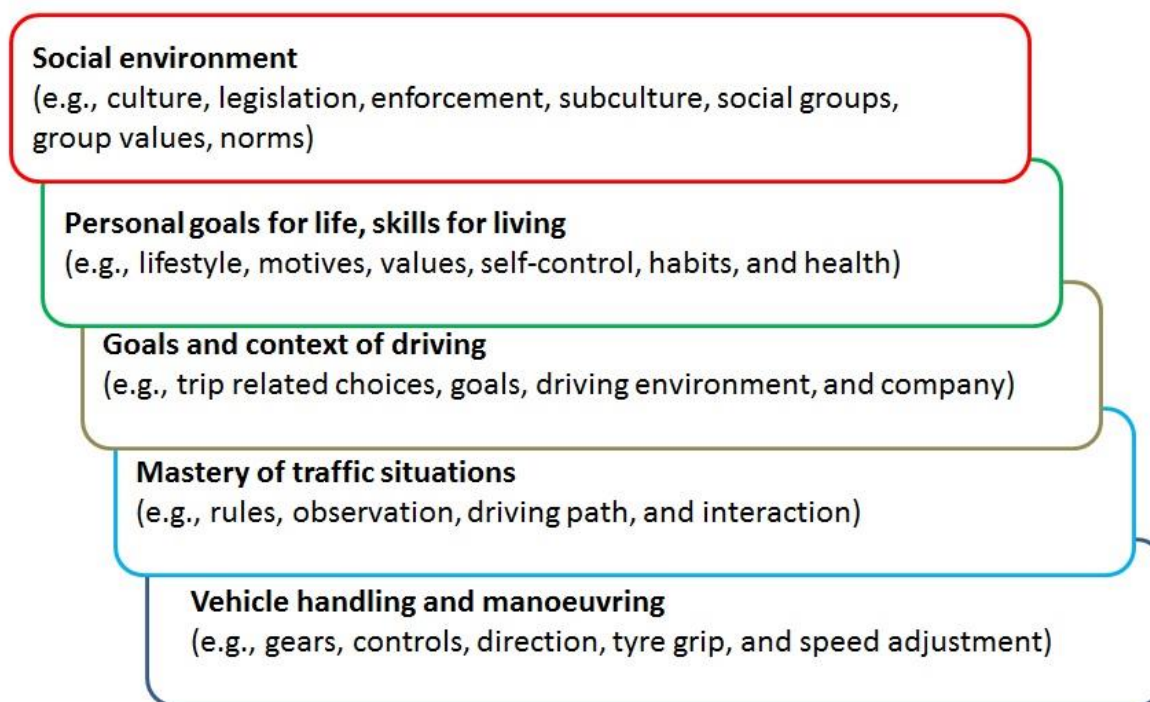 Social environment
(e.g., culture, legislation, enforcement, subculture, social groups,
group values, norms)
Personal goals for life, skills for living
(e.g., lifestyle, motives, values, self-control, habits, and health)
Goals and context of driving
(e.g., trip related choices, goals, driving environment, and company)
Mastery of traffic situations
(e.g., rules, observation, driving path, and interaction)
Vehicle handling and manoeuvring
(e.g., gears, controls, direction, tyre grip, and speed adjustment)